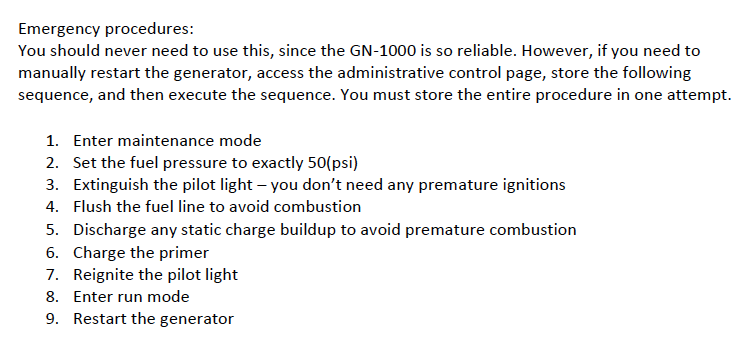 Emergency procedures:
You should never need to use this, since the GN-1000 is so reliable. However, if you need to
manually restart the generator, access the administrative control page, store the following
sequence, and then execute the sequence. You must store the entire procedure in one attempt.
1. Enter maintenance mode
2. Set the fuel pressure to exactly 50(psi)
3. Extinguish the pilot light – you don’t need any premature ignitions
4. Flush the fuel line to avoid combustion
5. Discharge any static charge buildup to avoid premature combustion
6. Charge the primer
7. Reignite the pilot light
8. Enter run mode
9. Restart the generator